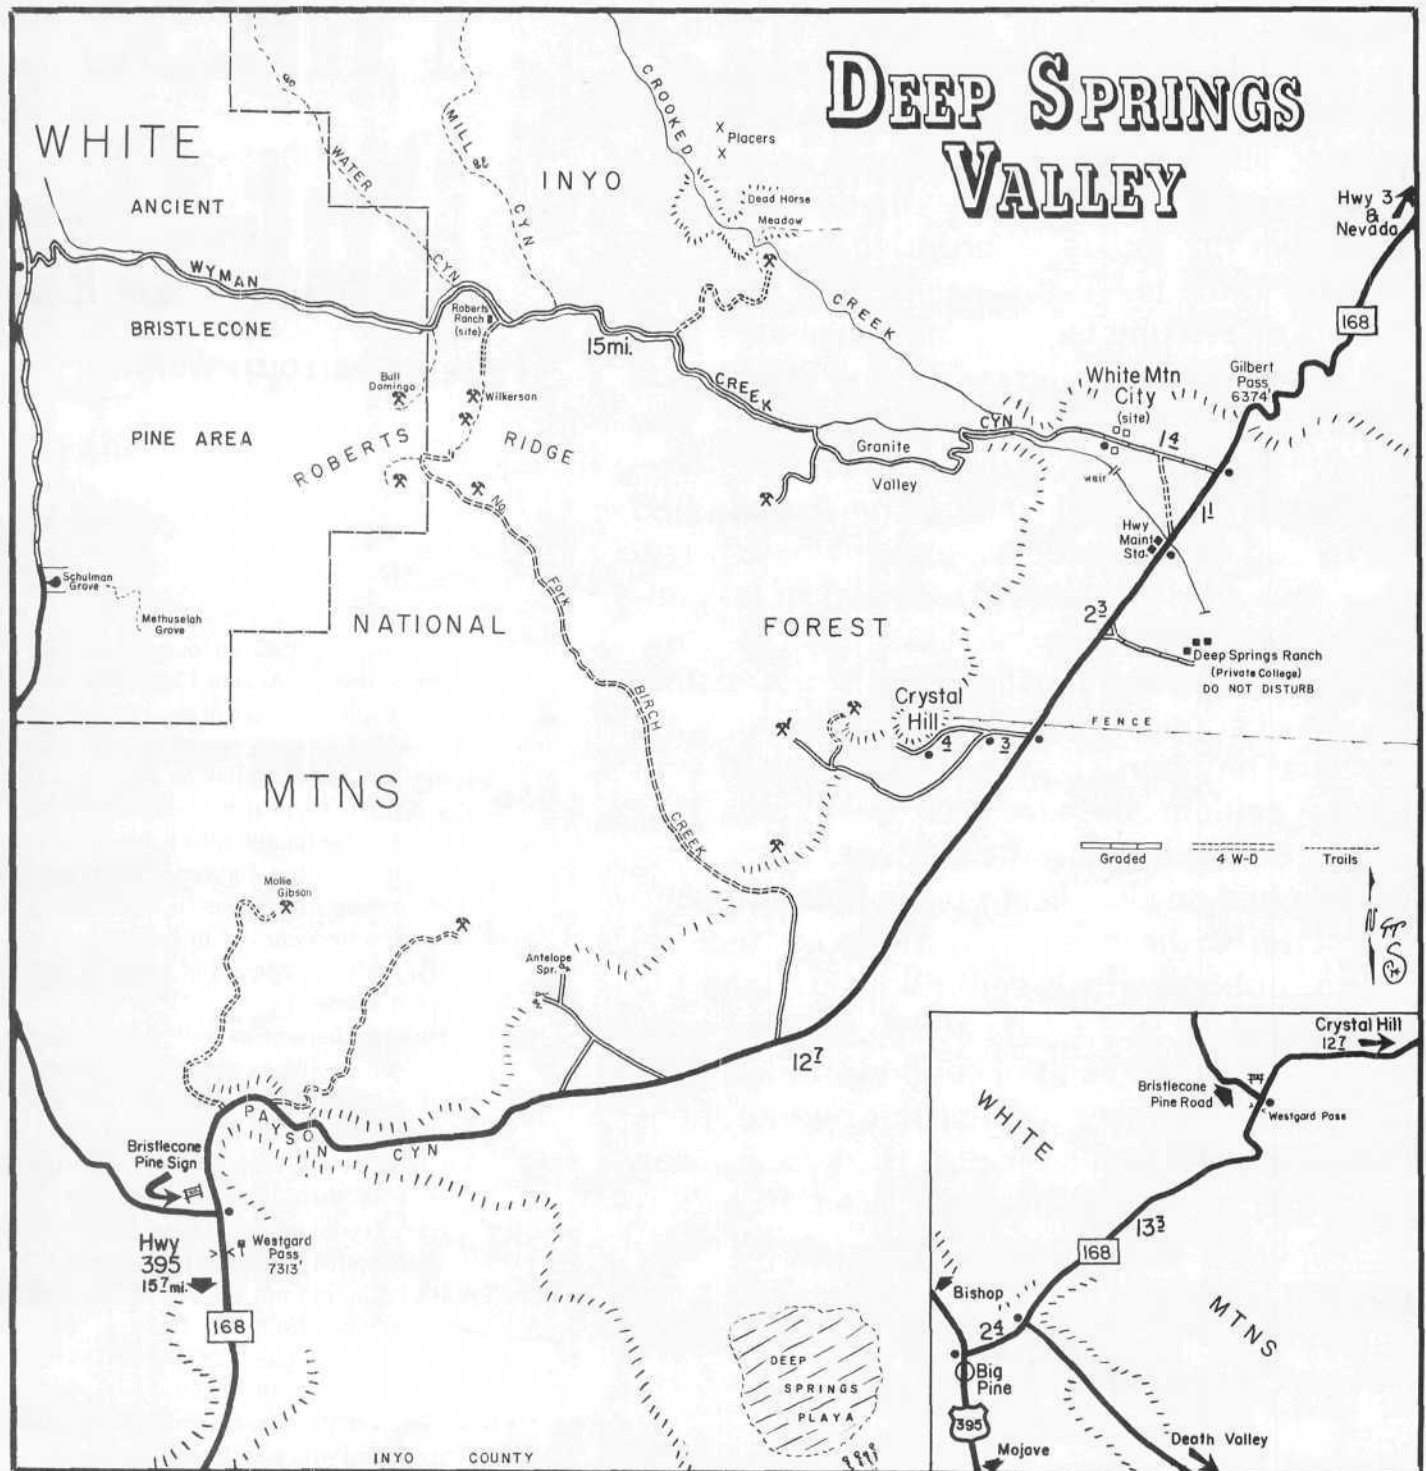 DEEP SPRINGS
VALLEY
WHITE
ANCIENT
BRISTLECONE
PINE AREA
WATER
CYN
MILL
CYN
INYO
CROOKED
CREEK
Placers
Dead Horse
Meadow
Hwy 3
&
Nevada
168
Gilbert
Pass
6374'
WYMAN
CREEK
CYN
Roberts
Ranch
(site)
15mi.
Bull
Domingo
Wilkerson
ROBERTS
RIDGE
White Mtn
City
(site)
1 4
Granite
Valley
weir
1 1
Hwy
Maint
Sta.
2 3
Deep Springs Ranch
(Private College)
DO NOT DISTURB
Schulman
Grove
Methuselah
Grove
NATIONAL
FOREST
No.
Fork
BIRCH
CREEK
Crystal
Hill
4
3
FENCE
MTNS
Graded
4 W-D
Trails
N
Mollie
Gibson
Antelope
Spr.
12 7
PAYSON
CYN
Bristlecone
Pine Sign
Hwy
395
15 7 mi.
Westgard
Pass
7313'
168
DEEP
SPRINGS
PLAYA
INYO COUNTY
Crystal Hill
12 7
Bristlecone
Pine Road
Westgard Pass
WHITE
MTNS
13 3
168
Bishop
2 4
Big
Pine
395
Mojave
Death Valley